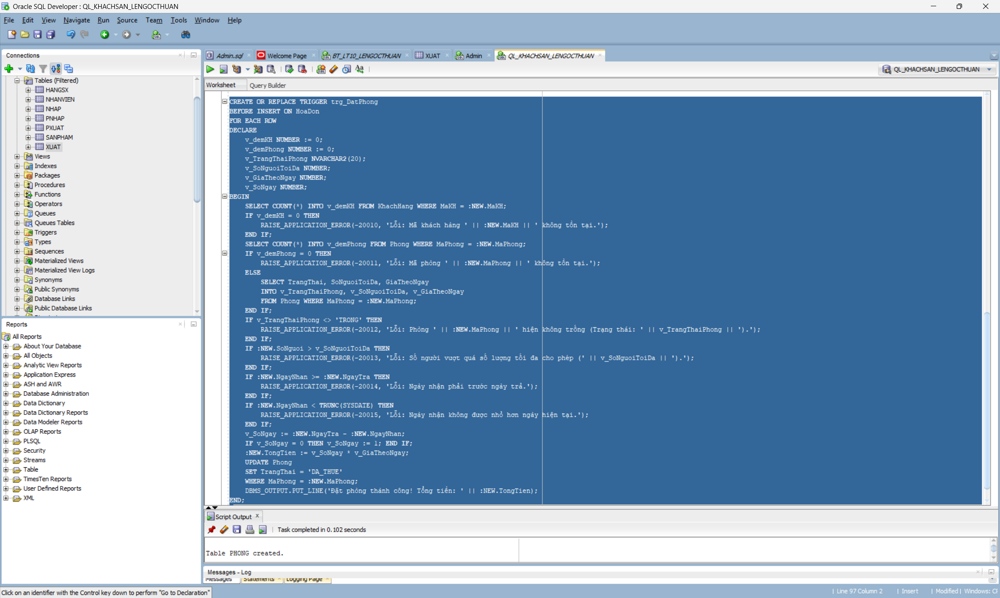 Oracle SQL Developer : QL_KHACHSAN_LENGOCTHUAN
File Edit View Navigate Run Source Team Tools Window Help
Connections
Tables (Filtered)
HANGSX
NHANVIEN
NHAP
PNHAP
PXUAT
SANPHAM
XUAT
Views
Indexes
Packages
Procedures
Functions
Operators
Queues
Queues Tables
Triggers
Types
Sequences
Materialized Views
Materialized View Logs
Synonyms
Public Synonyms
Database Links
Public Database Links
Reports
All Reports
About Your Database
All Objects
Analytic View Reports
Application Express
ASH and AWR
Database Administration
Data Dictionary
Data Dictionary Reports
Data Modeler Reports
OLAP Reports
PLSQL
Security
Streams
Table
TimesTen Reports
User Defined Reports
XML
Admin.sql Welcome Page BT_LT10_LENGOCTHUAN XUAT Admin QL_KHACHSAN_LENGOCTHUAN
QL_KHACHSAN_LENGOCTHUAN
Worksheet Query Builder
CREATE OR REPLACE TRIGGER trg_DatPhong
BEFORE INSERT ON HoaDon
FOR EACH ROW
DECLARE
v_demKH NUMBER := 0;
v_demPhong NUMBER := 0;
v_TrangThaiPhong NVARCHAR2(20);
v_SoNguoiToiDa NUMBER;
v_GiaTheoNgay NUMBER;
v_SoNgay NUMBER;
BEGIN
SELECT COUNT(*) INTO v_demKH FROM KhachHang WHERE MaKH = :NEW.MaKH;
IF v_demKH = 0 THEN
RAISE_APPLICATION_ERROR(-20010, 'Lỗi: Mã khách hàng ' || :NEW.MaKH || ' không tồn tại.');
END IF;
SELECT COUNT(*) INTO v_demPhong FROM Phong WHERE MaPhong = :NEW.MaPhong;
IF v_demPhong = 0 THEN
RAISE_APPLICATION_ERROR(-20011, 'Lỗi: Mã phòng ' || :NEW.MaPhong || ' không tồn tại.');
ELSE
SELECT TrangThai, SoNguoiToiDa, GiaTheoNgay
INTO v_TrangThaiPhong, v_SoNguoiToiDa, v_GiaTheoNgay
FROM Phong WHERE MaPhong = :NEW.MaPhong;
END IF;
IF v_TrangThaiPhong <> 'TRONG' THEN
RAISE_APPLICATION_ERROR(-20012, 'Lỗi: Phòng ' || :NEW.MaPhong || ' hiện không trống (Trạng thái: ' || v_TrangThaiPhong || ').');
END IF;
IF :NEW.SoNguoi > v_SoNguoiToiDa THEN
RAISE_APPLICATION_ERROR(-20013, 'Lỗi: Số người vượt quá số lượng tối đa cho phép (' || v_SoNguoiToiDa || ').');
END IF;
IF :NEW.NgayNhan >= :NEW.NgayTra THEN
RAISE_APPLICATION_ERROR(-20014, 'Lỗi: Ngày nhận phải trước ngày trả.');
END IF;
IF :NEW.NgayNhan < TRUNC(SYSDATE) THEN
RAISE_APPLICATION_ERROR(-20015, 'Lỗi: Ngày nhận không được nhỏ hơn ngày hiện tại.');
END IF;
v_SoNgay := :NEW.NgayTra - :NEW.NgayNhan;
IF v_SoNgay = 0 THEN v_SoNgay := 1; END IF;
:NEW.TongTien := v_SoNgay * v_GiaTheoNgay;
UPDATE Phong
SET TrangThai = 'DA_THUE'
WHERE MaPhong = :NEW.MaPhong;
DBMS_OUTPUT.PUT_LINE('Đặt phòng thành công! Tổng tiền: ' || :NEW.TongTien);
END;
Script Output
Task completed in 0.102 seconds
Table PHONG created.
Messages - Log
Messages Statements Logging Page
Click on an identifier with the Control key down to perform "Go to Declaration"
Line 97 Column 2 | Insert | Modified | Windows: